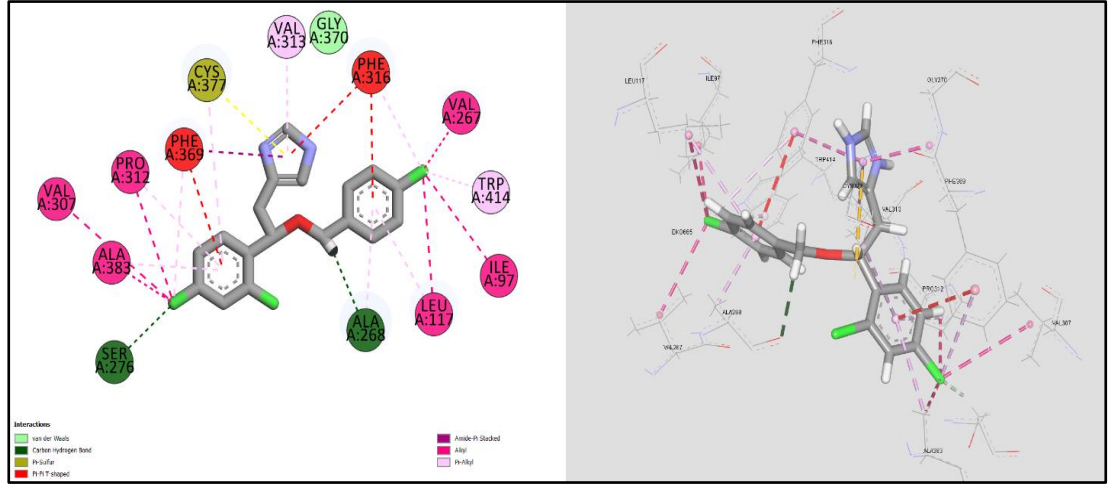 VAL
A:313
GLY
A:370
CYS
A:377
PHE
A:316
VAL
A:267
PHE
A:369
PRO
A:312
TRP
A:414
VAL
A:307
ALA
A:383
ILE
A:97
LEU
A:117
ALA
A:268
SER
A:276
Interactions
van der Waals
Carbon Hydrogen Bond
Pi-Sulfur
Pi-Pi T-shaped
Amide-Pi Stacked
Alkyl
Pi-Alkyl
PHE316
LEU117
ILE97
GLY370
TRP414
PHE369
VAL313
EKO695
PRO312
ALA268
VAL307
VAL267
ALA383